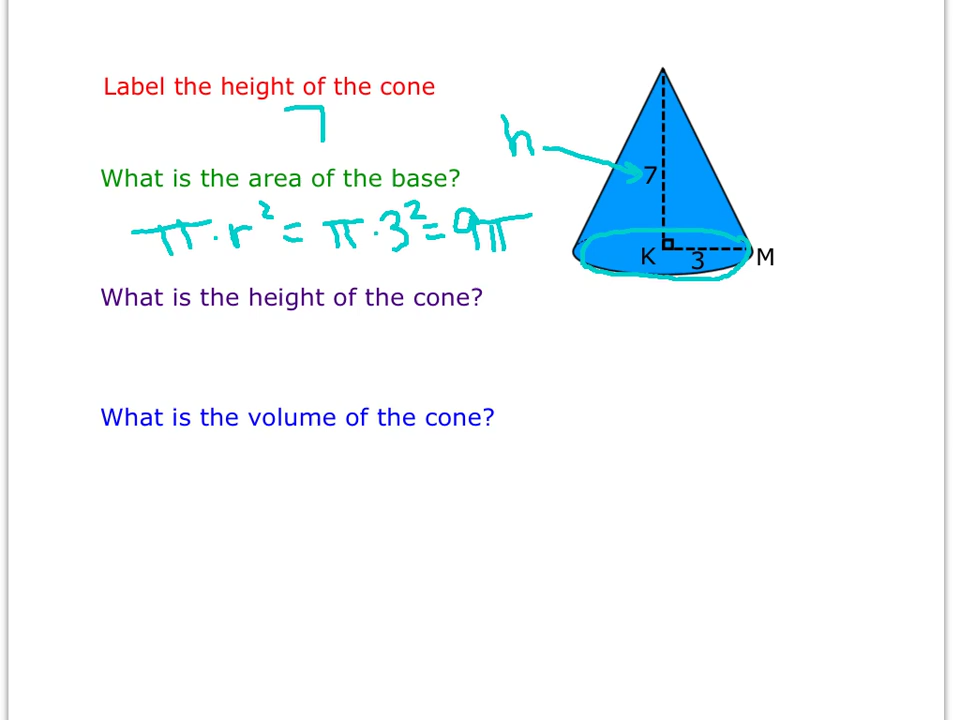 Label the height of the cone
7
h
7
What is the area of the base?
π · r² = π · 3² = 9π
K 3 M
What is the height of the cone?
What is the volume of the cone?